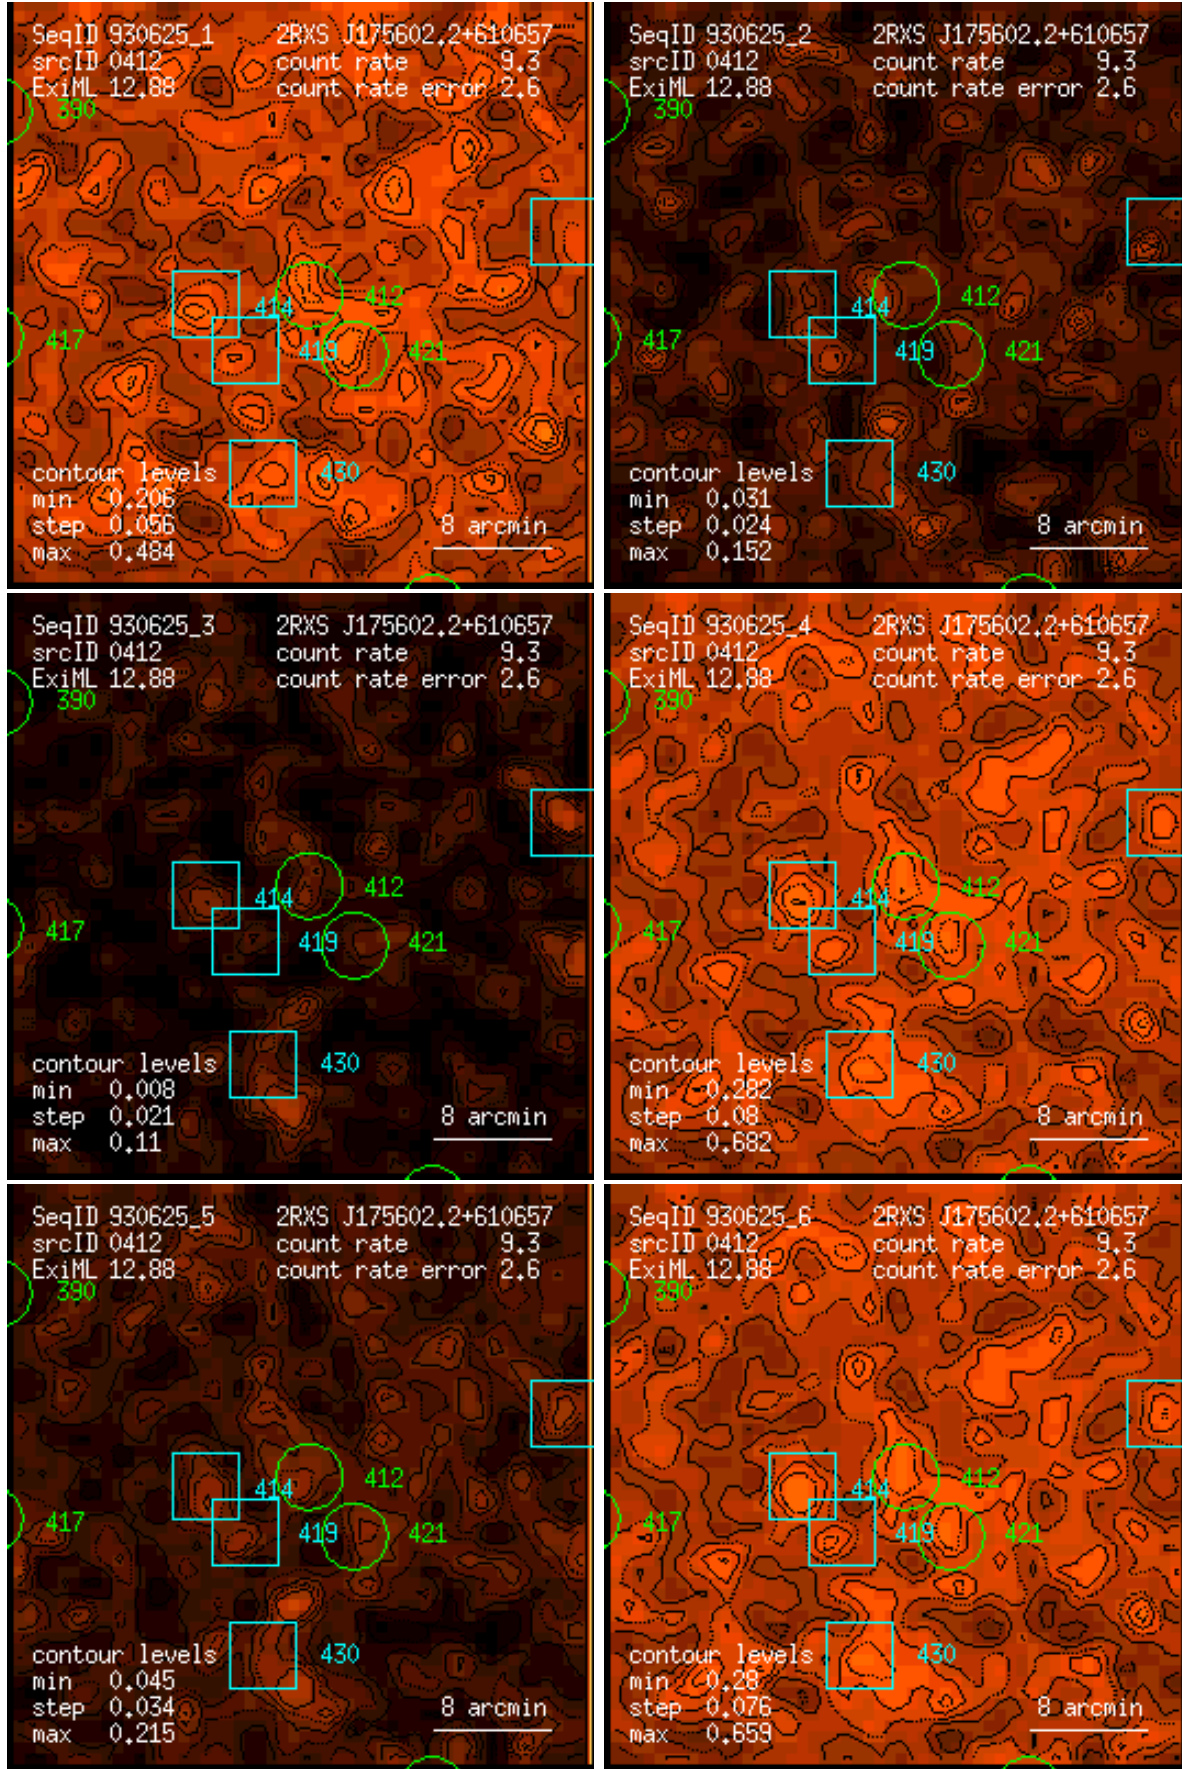 SeqID 930625_1 2RXS J175602.2+610657
srcID 0412 count rate 9.3
ExiML 12.88 count rate error 2.6
390
414 412
417 419 421
contour levels 430
min 0.206
step 0.056 8 arcmin
max 0.484
SeqID 930625_2 2RXS J175602.2+610657
srcID 0412 count rate 9.3
ExiML 12.88 count rate error 2.6
390
414 412
417 419 421
contour levels 430
min 0.031
step 0.024 8 arcmin
max 0.152
SeqID 930625_3 2RXS J175602.2+610657
srcID 0412 count rate 9.3
ExiML 12.88 count rate error 2.6
390
414 412
417 419 421
contour levels 430
min 0.008
step 0.021 8 arcmin
max 0.11
SeqID 930625_4 2RXS J175602.2+610657
srcID 0412 count rate 9.3
ExiML 12.88 count rate error 2.6
390
414 412
417 419 421
contour levels 430
min 0.282
step 0.08 8 arcmin
max 0.682
SeqID 930625_5 2RXS J175602.2+610657
srcID 0412 count rate 9.3
ExiML 12.88 count rate error 2.6
390
414 412
417 419 421
contour levels 430
min 0.045
step 0.034 8 arcmin
max 0.215
SeqID 930625_6 2RXS J175602.2+610657
srcID 0412 count rate 9.3
ExiML 12.88 count rate error 2.6
390
414 412
417 419 421
contour levels 430
min 0.28
step 0.076 8 arcmin
max 0.659